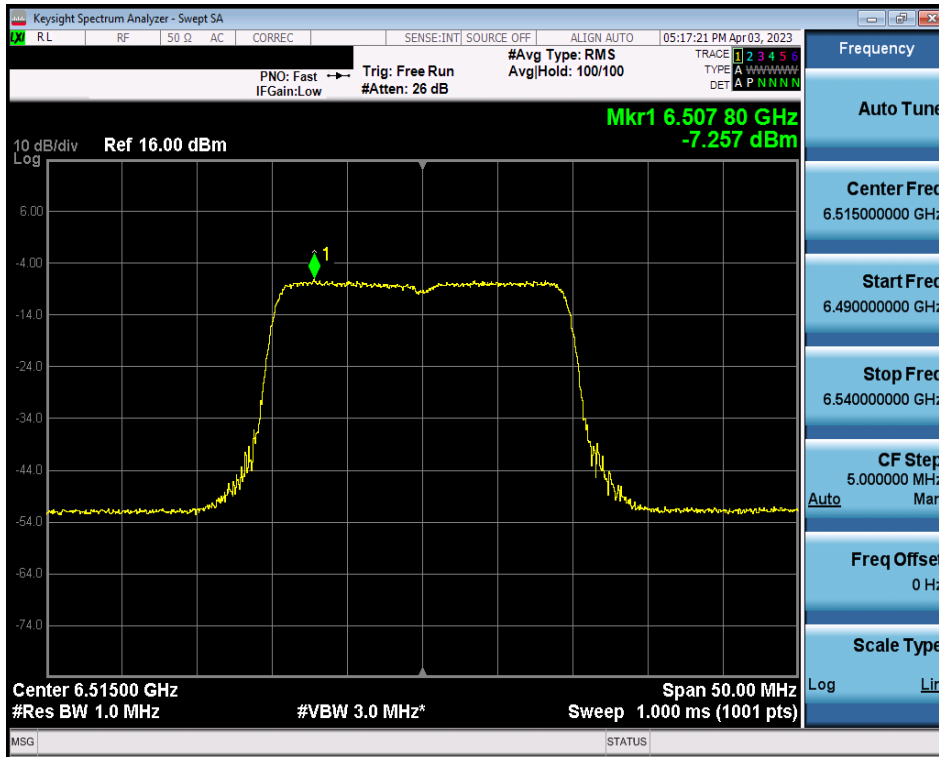 Keysight Spectrum Analyzer - Swept SA
LXI RL RF 50 Ω AC CORREC SENSE:INT SOURCE OFF ALIGN AUTO 05:17:21 PM Apr 03, 2023
PNO: Fast Trig: Free Run #Avg Type: RMS TRACE 1 2 3 4 5 6
IFGain:Low #Atten: 26 dB Avg|Hold: 100/100 TYPE A WWWWW
DET A P N N N N
Mkr1 6.507 80 GHz
-7.257 dBm
10 dB/div Ref 16.00 dBm
Log
6.00
-4.00
-14.0
-24.0
-34.0
-44.0
-54.0
-64.0
-74.0
1
Center 6.51500 GHz Span 50.00 MHz
#Res BW 1.0 MHz #VBW 3.0 MHz* Sweep 1.000 ms (1001 pts)
MSG STATUS
Frequency
Auto Tune
Center Freq
6.515000000 GHz
Start Freq
6.490000000 GHz
Stop Freq
6.540000000 GHz
CF Step
5.000000 MHz
Auto Man
Freq Offset
0 Hz
Scale Type
Log Lin